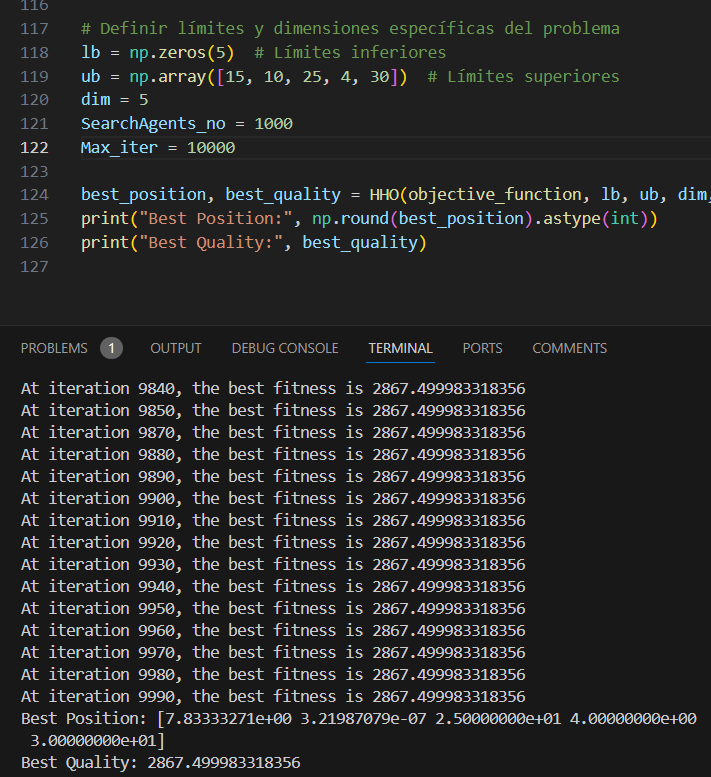 116
117 # Definir límites y dimensiones específicas del problema
118 lb = np.zeros(5)  # Límites inferiores
119 ub = np.array([15, 10, 25, 4, 30])  # Límites superiores
120 dim = 5
121 SearchAgents_no = 1000
122 Max_iter = 10000
123
124 best_position, best_quality = HHO(objective_function, lb, ub, dim,
125 print("Best Position:", np.round(best_position).astype(int))
126 print("Best Quality:", best_quality)
127
PROBLEMS 1 OUTPUT DEBUG CONSOLE TERMINAL PORTS COMMENTS
At iteration 9840, the best fitness is 2867.499983318356
At iteration 9850, the best fitness is 2867.499983318356
At iteration 9870, the best fitness is 2867.499983318356
At iteration 9880, the best fitness is 2867.499983318356
At iteration 9890, the best fitness is 2867.499983318356
At iteration 9900, the best fitness is 2867.499983318356
At iteration 9910, the best fitness is 2867.499983318356
At iteration 9920, the best fitness is 2867.499983318356
At iteration 9930, the best fitness is 2867.499983318356
At iteration 9940, the best fitness is 2867.499983318356
At iteration 9950, the best fitness is 2867.499983318356
At iteration 9960, the best fitness is 2867.499983318356
At iteration 9970, the best fitness is 2867.499983318356
At iteration 9980, the best fitness is 2867.499983318356
At iteration 9990, the best fitness is 2867.499983318356
Best Position: [7.83333271e+00 3.21987079e-07 2.50000000e+01 4.00000000e+00
 3.00000000e+01]
Best Quality: 2867.499983318356